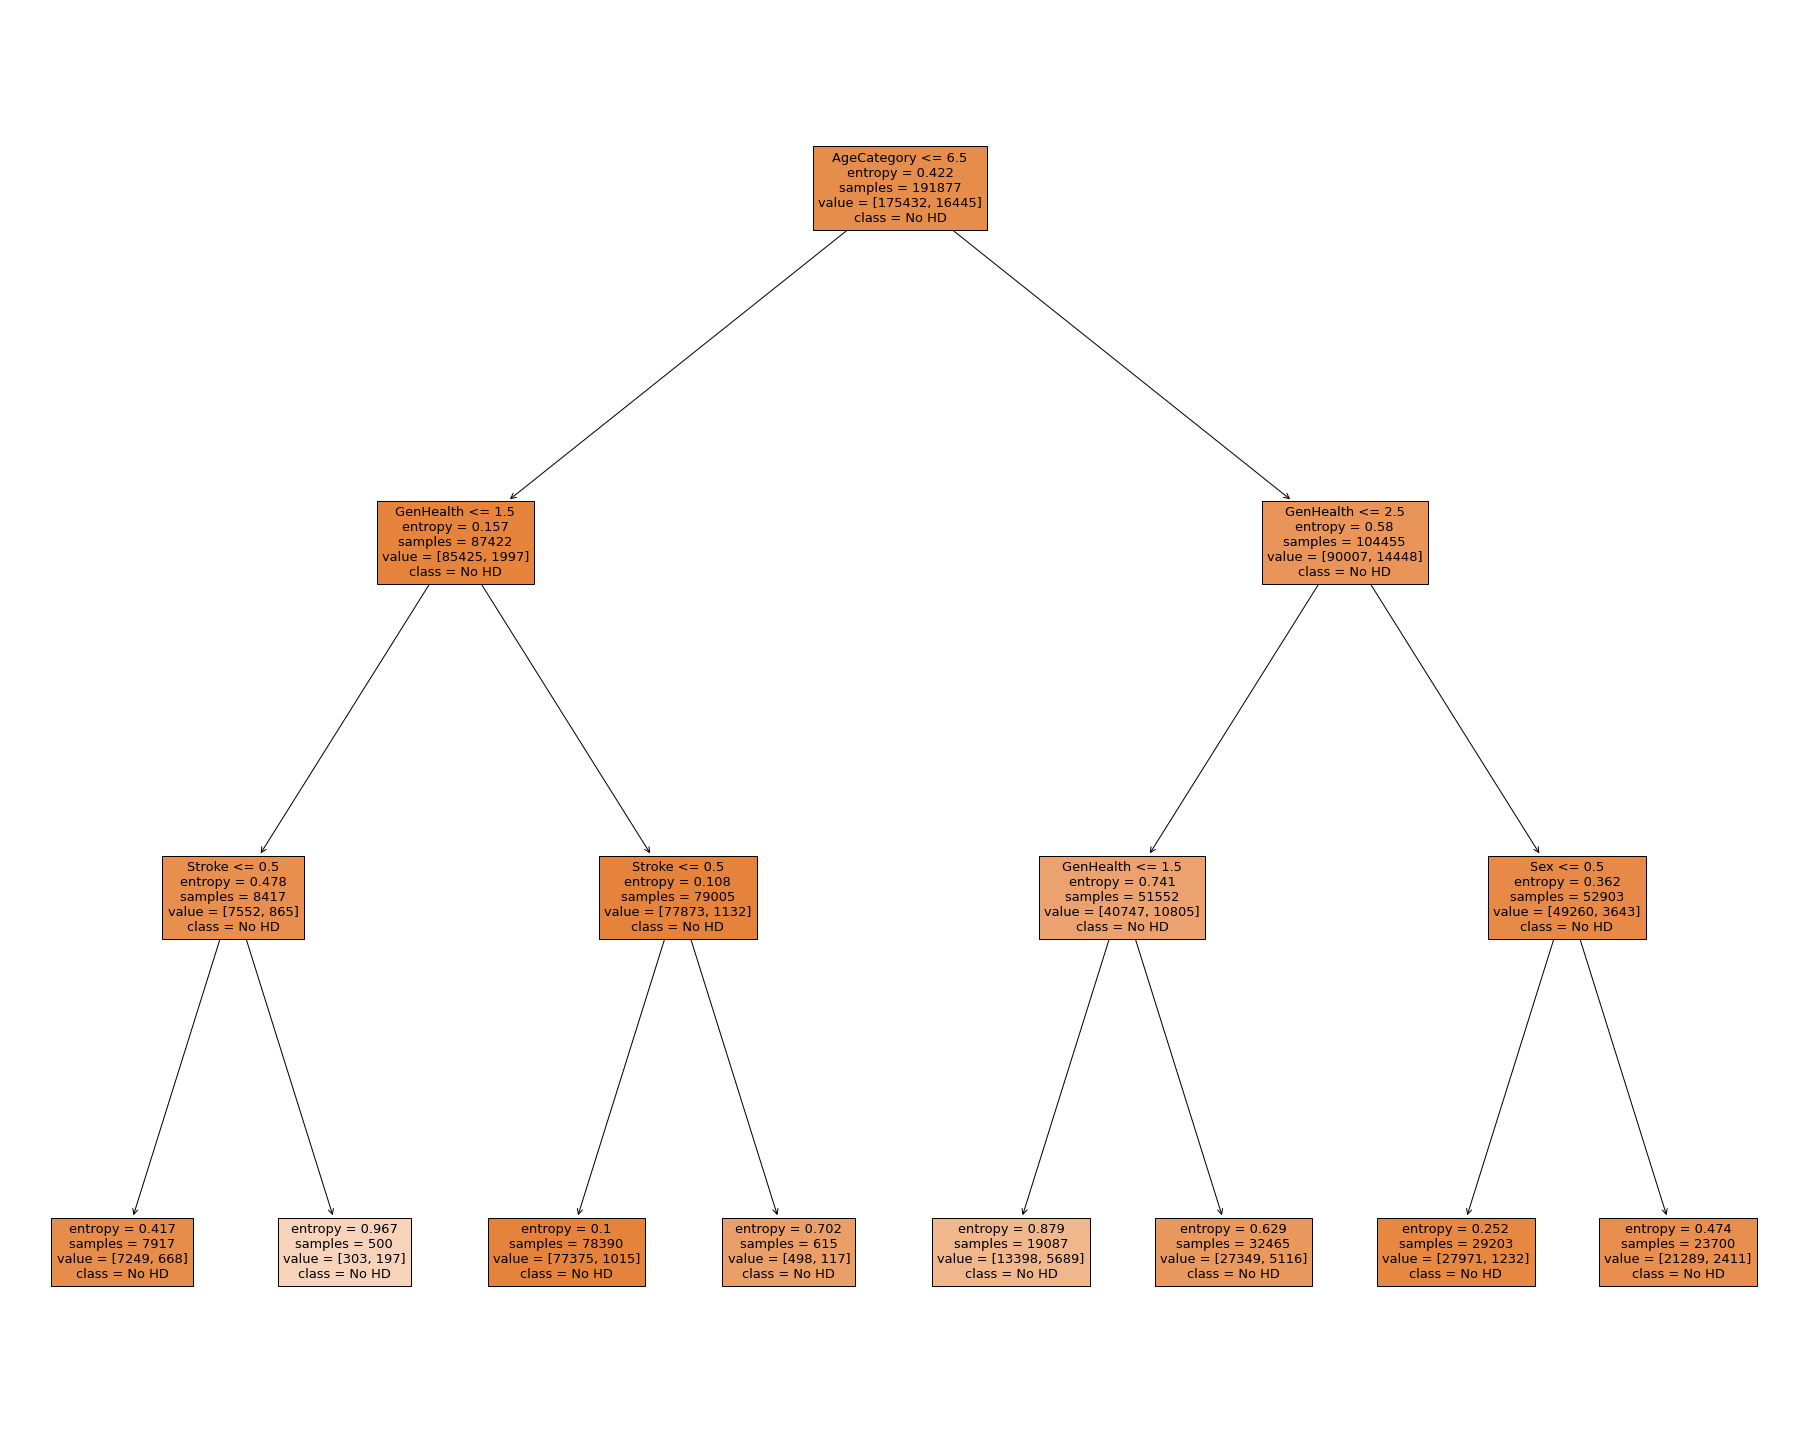 AgeCategory <= 6.5
entropy = 0.422
samples = 191877
value = [175432, 16445]
class = No HD
GenHealth <= 1.5
entropy = 0.157
samples = 87422
value = [85425, 1997]
class = No HD
GenHealth <= 2.5
entropy = 0.58
samples = 104455
value = [90007, 14448]
class = No HD
Stroke <= 0.5
entropy = 0.478
samples = 8417
value = [7552, 865]
class = No HD
Stroke <= 0.5
entropy = 0.108
samples = 79005
value = [77873, 1132]
class = No HD
GenHealth <= 1.5
entropy = 0.741
samples = 51552
value = [40747, 10805]
class = No HD
Sex <= 0.5
entropy = 0.362
samples = 52903
value = [49260, 3643]
class = No HD
entropy = 0.417
samples = 7917
value = [7249, 668]
class = No HD
entropy = 0.967
samples = 500
value = [303, 197]
class = No HD
entropy = 0.1
samples = 78390
value = [77375, 1015]
class = No HD
entropy = 0.702
samples = 615
value = [498, 117]
class = No HD
entropy = 0.879
samples = 19087
value = [13398, 5689]
class = No HD
entropy = 0.629
samples = 32465
value = [27349, 5116]
class = No HD
entropy = 0.252
samples = 29203
value = [27971, 1232]
class = No HD
entropy = 0.474
samples = 23700
value = [21289, 2411]
class = No HD